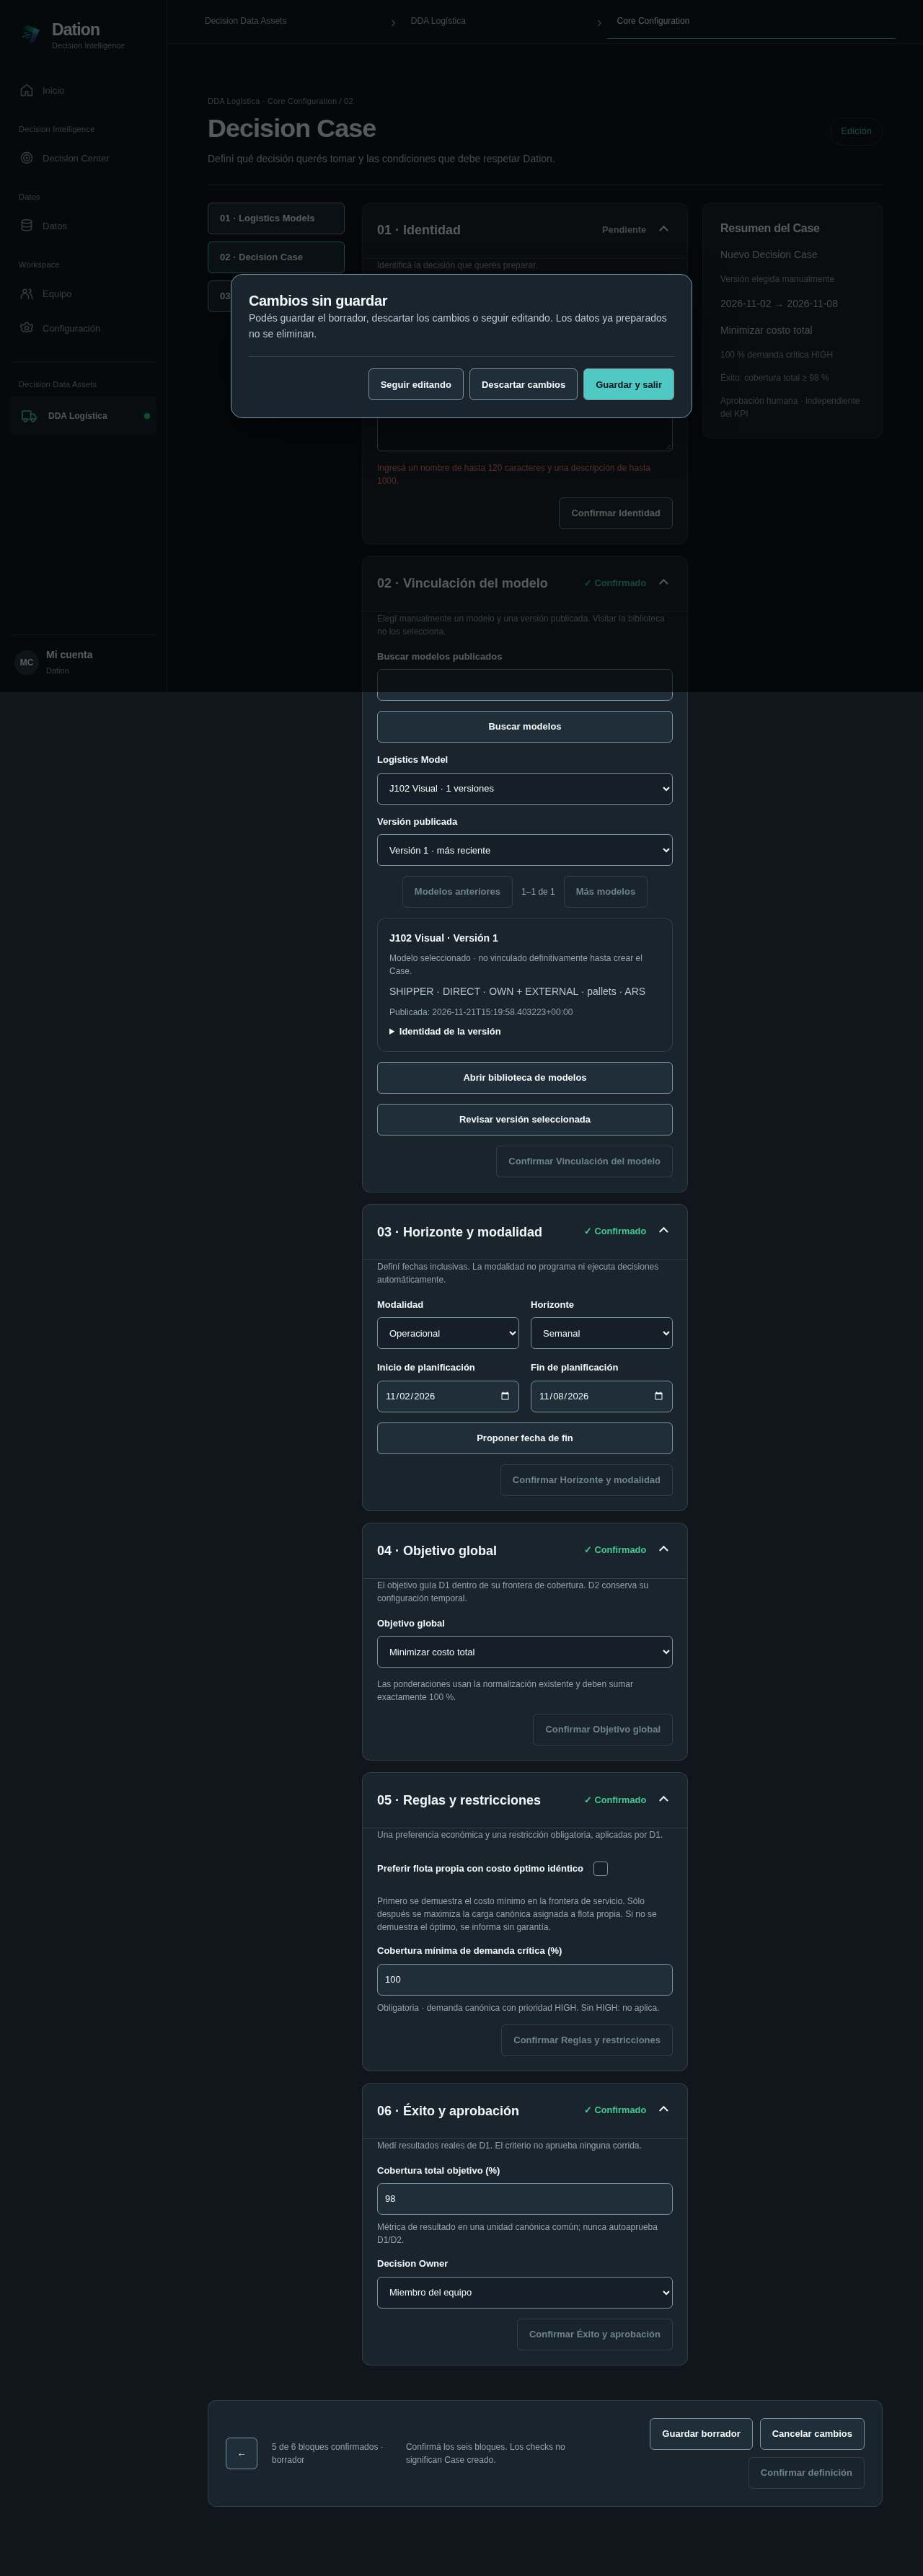 Dation
Decision Intelligence
Inicio
Decision Intelligence
Decision Center
Datos
Datos
Workspace
Equipo
Configuración
Decision Data Assets
DDA Logística
MC
Mi cuenta
Dation
Decision Data Assets
DDA Logística
Core Configuration
DDA Logística · Core Configuration / 02
Decision Case
Definí qué decisión querés tomar y las condiciones que debe respetar Dation.
Edición
01 · Logistics Models
02 · Decision Case
03
01 · Identidad
Pendiente
Identificá la decisión que querés preparar.
Cambios sin guardar
Podés guardar el borrador, descartar los cambios o seguir editando. Los datos ya preparados
no se eliminan.
Seguir editando
Descartar cambios
Guardar y salir
Ingresá un nombre de hasta 120 caracteres y una descripción de hasta
1000.
Confirmar Identidad
Resumen del Case
Nuevo Decision Case
Versión elegida manualmente
2026-11-02 → 2026-11-08
Minimizar costo total
100 % demanda crítica HIGH
Éxito: cobertura total ≥ 98 %
Aprobación humana · independiente
del KPI
02 · Vinculación del modelo
✓ Confirmado
Elegí manualmente un modelo y una versión publicada. Visitar la biblioteca
no los selecciona.
Buscar modelos publicados
Buscar modelos
Logistics Model
J102 Visual · 1 versiones
Versión publicada
Versión 1 · más reciente
Modelos anteriores
1–1 de 1
Más modelos
J102 Visual · Versión 1
Modelo seleccionado · no vinculado definitivamente hasta crear el
Case.
SHIPPER · DIRECT · OWN + EXTERNAL · pallets · ARS
Publicada: 2026-11-21T15:19:58.403223+00:00
▶ Identidad de la versión
Abrir biblioteca de modelos
Revisar versión seleccionada
Confirmar Vinculación del modelo
03 · Horizonte y modalidad
✓ Confirmado
Definí fechas inclusivas. La modalidad no programa ni ejecuta decisiones
automáticamente.
Modalidad
Horizonte
Operacional
Semanal
Inicio de planificación
Fin de planificación
11/02/2026
11/08/2026
Proponer fecha de fin
Confirmar Horizonte y modalidad
04 · Objetivo global
✓ Confirmado
El objetivo guía D1 dentro de su frontera de cobertura. D2 conserva su
configuración temporal.
Objetivo global
Minimizar costo total
Las ponderaciones usan la normalización existente y deben sumar
exactamente 100 %.
Confirmar Objetivo global
05 · Reglas y restricciones
✓ Confirmado
Una preferencia económica y una restricción obligatoria, aplicadas por D1.
Preferir flota propia con costo óptimo idéntico
Primero se demuestra el costo mínimo en la frontera de servicio. Sólo
después se maximiza la carga canónica asignada a flota propia. Si no se
demuestra el óptimo, se informa sin garantía.
Cobertura mínima de demanda crítica (%)
100
Obligatoria · demanda canónica con prioridad HIGH. Sin HIGH: no aplica.
Confirmar Reglas y restricciones
06 · Éxito y aprobación
✓ Confirmado
Medí resultados reales de D1. El criterio no aprueba ninguna corrida.
Cobertura total objetivo (%)
98
Métrica de resultado en una unidad canónica común; nunca autoaprueba
D1/D2.
Decision Owner
Miembro del equipo
Confirmar Éxito y aprobación
←
5 de 6 bloques confirmados ·
borrador
Confirmá los seis bloques. Los checks no
significan Case creado.
Guardar borrador
Cancelar cambios
Confirmar definición